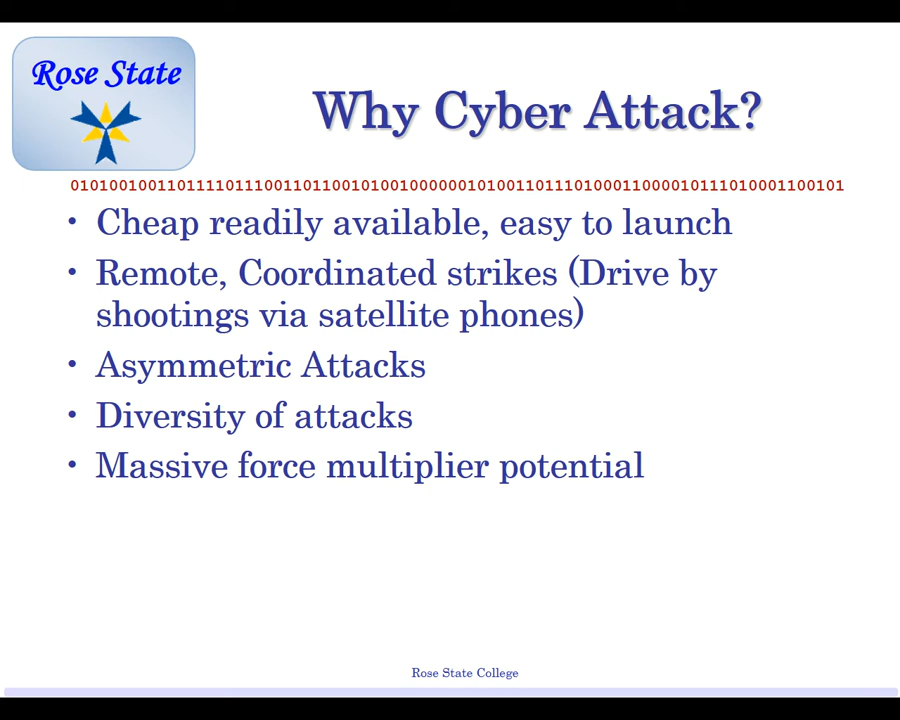 Rose State
Why Cyber Attack?
01010010011011110111001101100101001000000101001101110100011000010111010001100101
• Cheap readily available, easy to launch
• Remote, Coordinated strikes (Drive by
shootings via satellite phones)
• Asymmetric Attacks
• Diversity of attacks
• Massive force multiplier potential
Rose State College